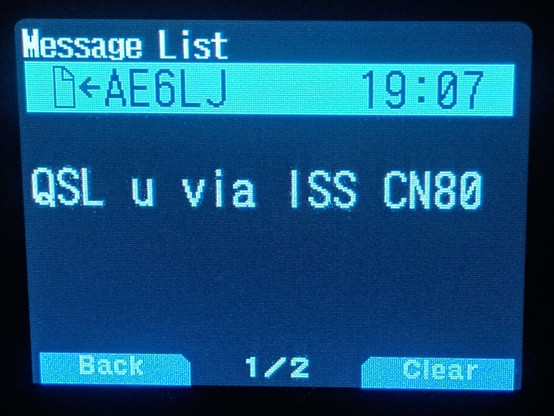 Message List
←AE6LJ 19:07
QSL u via ISS CN80
Back 1/2 Clear